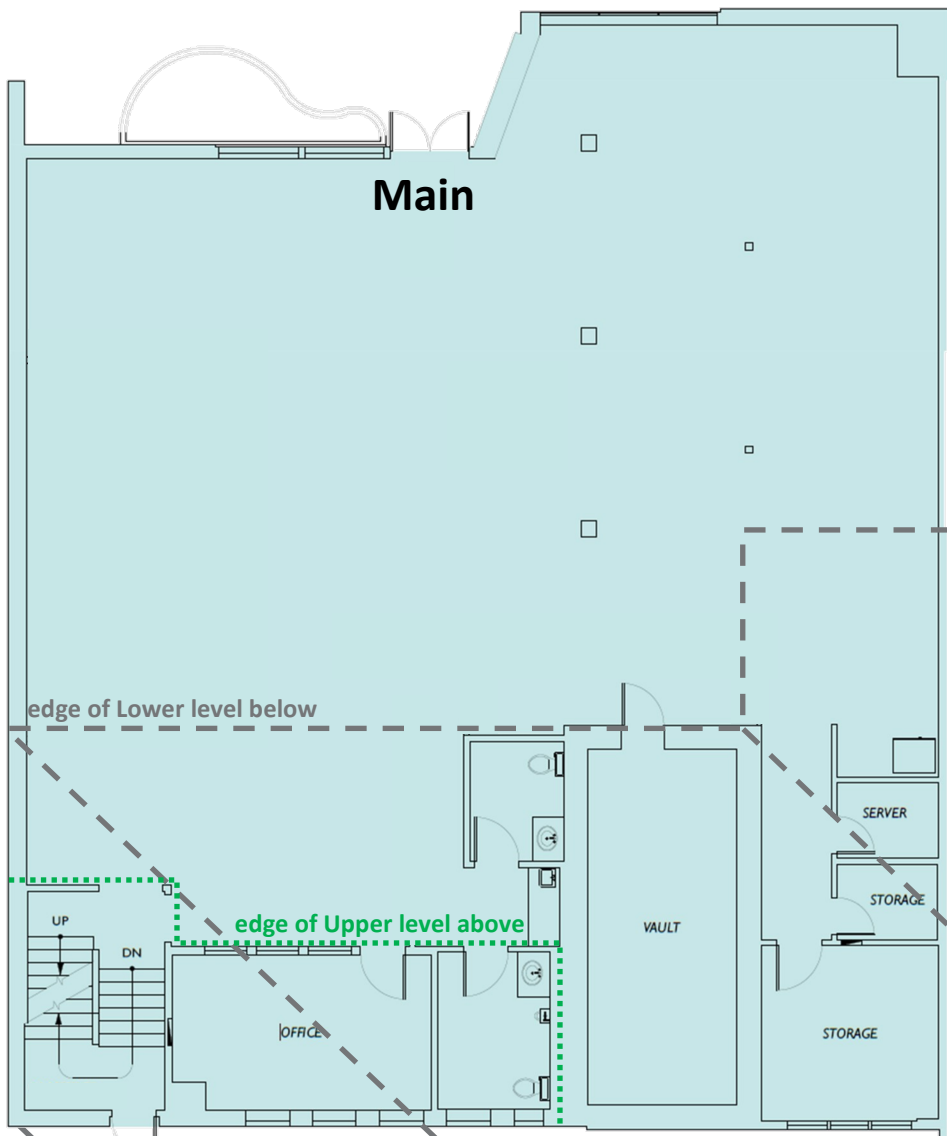 Main
edge of Lower level below
SERVER
STORAGE
edge of Upper level above
UP
DN
VAULT
OFFICE
STORAGE